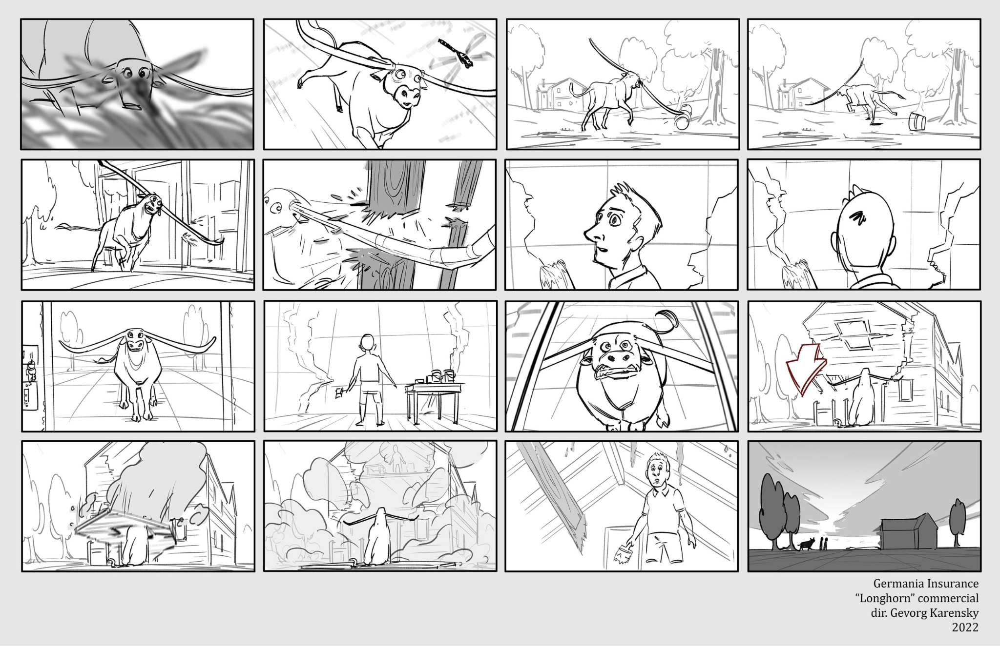 Germania Insurance
“Longhorn” commercial
dir. Gevorg Karensky
2022